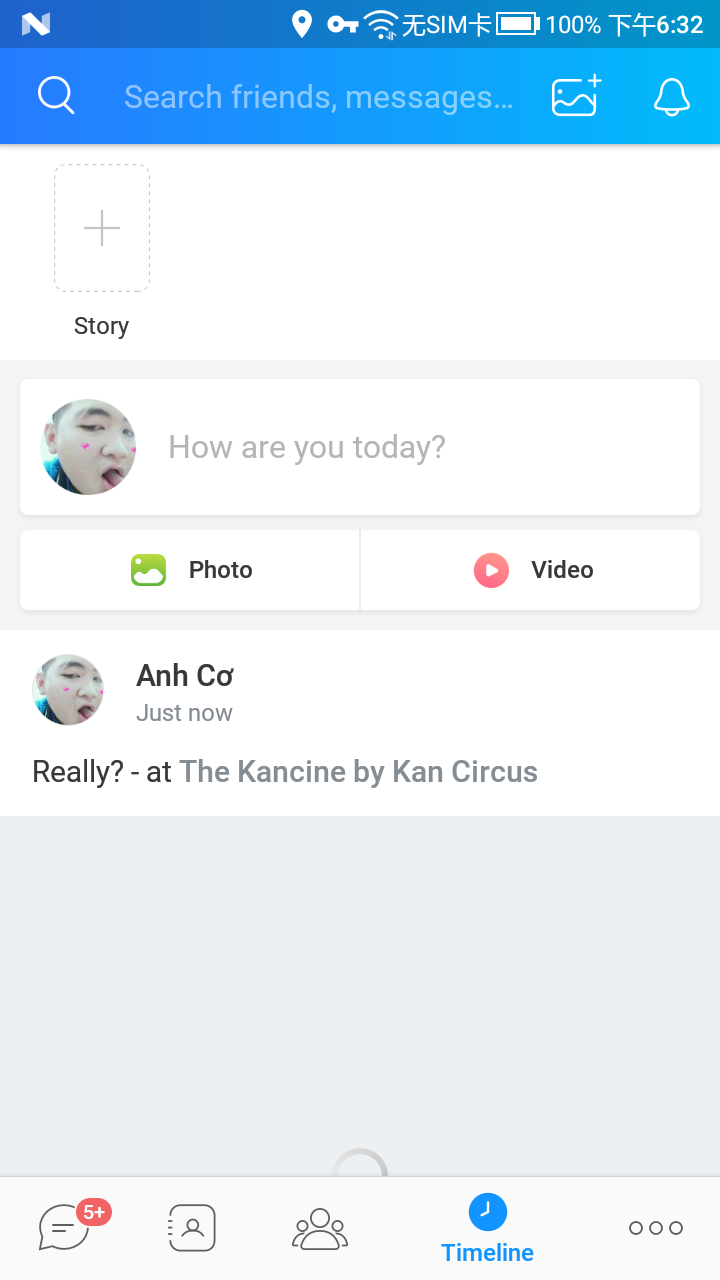 无SIM卡 100% 下午6:32
Search friends, messages...
Story
How are you today?
Photo Video
Anh Cơ
Just now
Really? - at The Kancine by Kan Circus
5+
Timeline